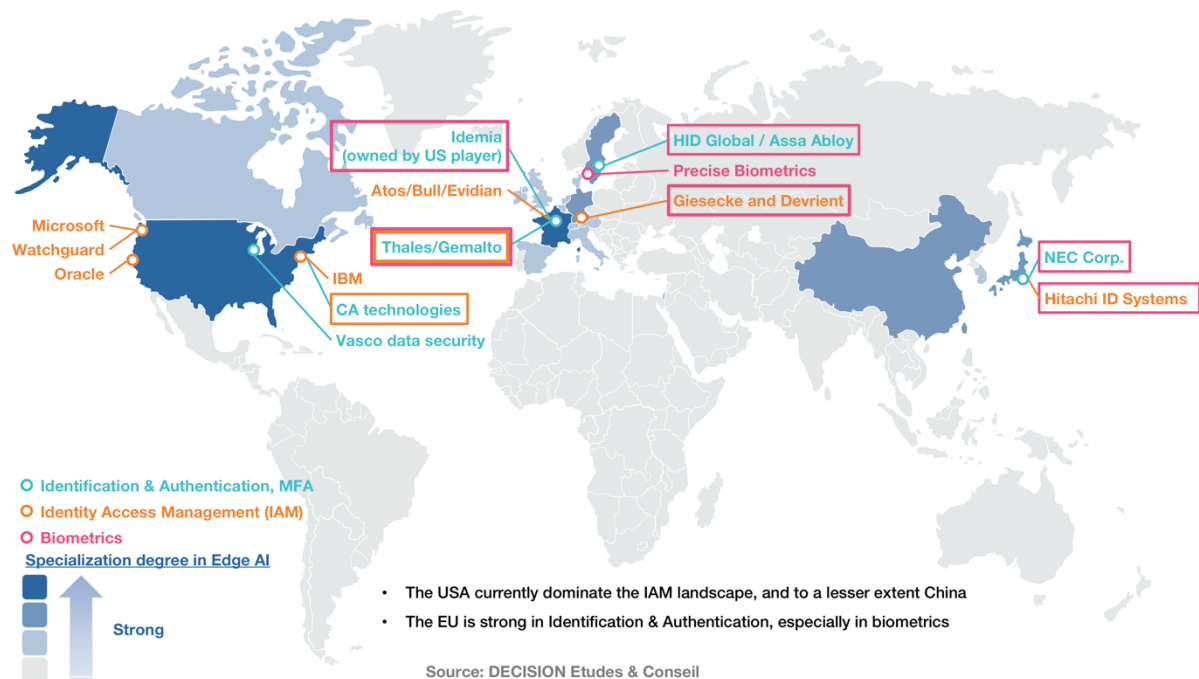 Idemia
(owned by US player)
HID Global / Assa Abloy
Precise Biometrics
Atos/Bull/Evidian
Giesecke and Devrient
Microsoft
Watchguard
Oracle
Thales/Gemalto
NEC Corp.
IBM
Hitachi ID Systems
CA technologies
Vasco data security
Identification & Authentication, MFA
Identity Access Management (IAM)
Biometrics
Specialization degree in Edge AI
Strong
• The USA currently dominate the IAM landscape, and to a lesser extent China
• The EU is strong in Identification & Authentication, especially in biometrics
Source: DECISION Etudes & Conseil